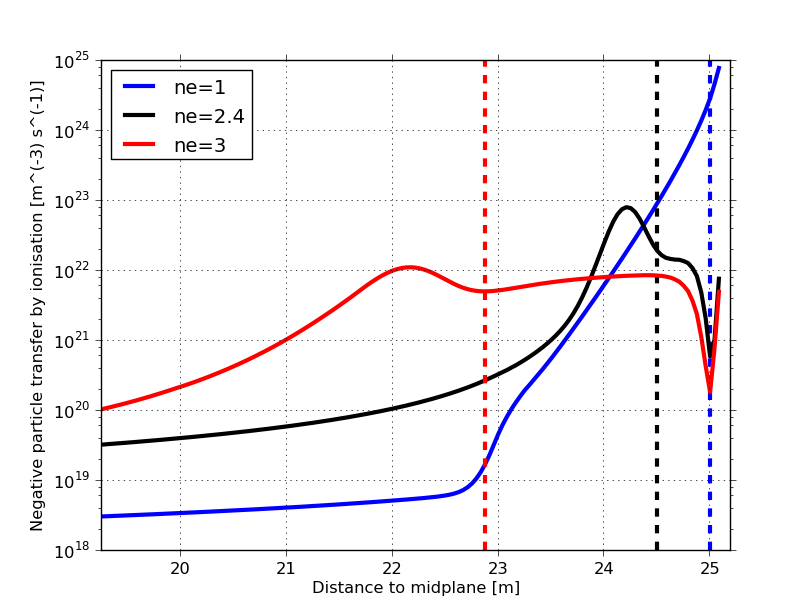 10^25
10^24
10^23
10^22
10^21
10^20
10^19
10^18
Negative particle transfer by ionisation [m^(-3) s^(-1)]
ne=1
ne=2.4
ne=3
20 21 22 23 24 25
Distance to midplane [m]